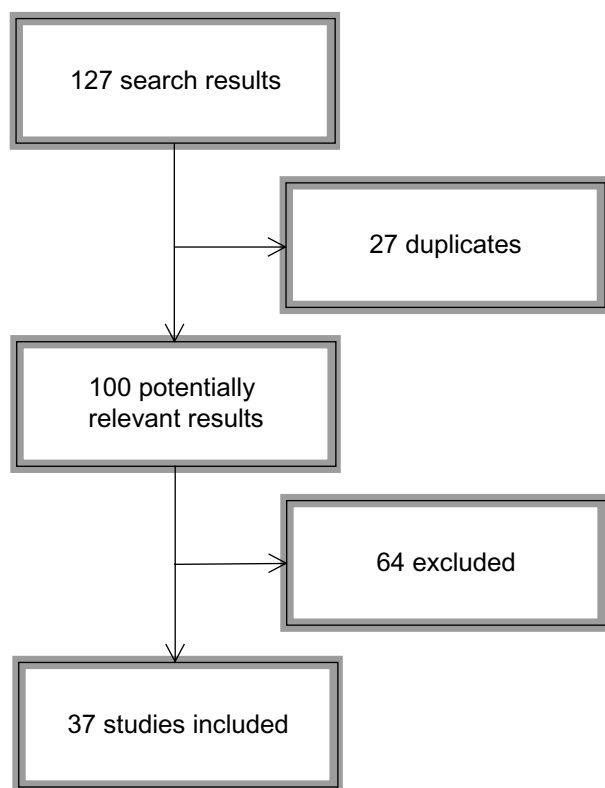 127 search results
27 duplicates
100 potentially
relevant results
64 excluded
37 studies included